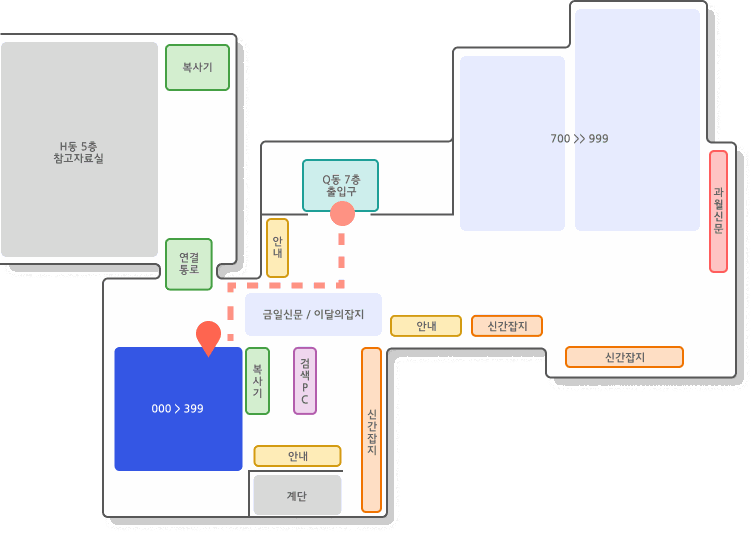 복사기
H동 5층
참고자료실
700 >> 999
Q동 7층
출입구
과월신문
안내
연결
통로
금일신문 / 이달의잡지
안내
신간잡지
신간잡지
000 > 399
복사기
검색PC
신간잡지
안내
계단